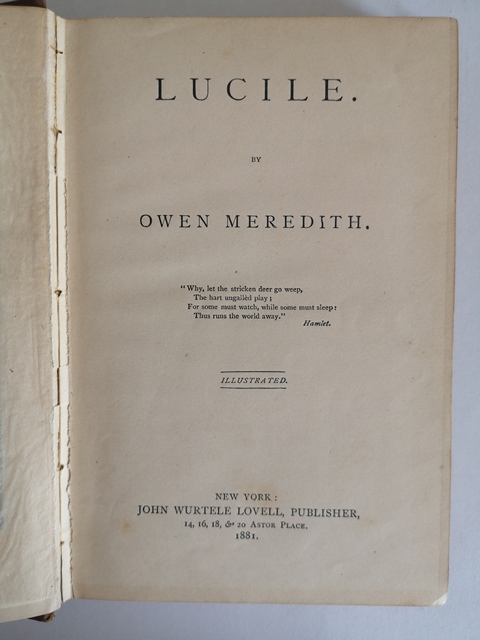 LUCILE.
BY
OWEN MEREDITH.
"Why, let the stricken deer go weep,
The hart ungallèd play;
For some must watch, while some must sleep:
Thus runs the world away."
Hamlet.
ILLUSTRATED.
NEW YORK:
JOHN WURTELE LOVELL, PUBLISHER,
14, 16, 18, & 20 ASTOR PLACE.
1881.